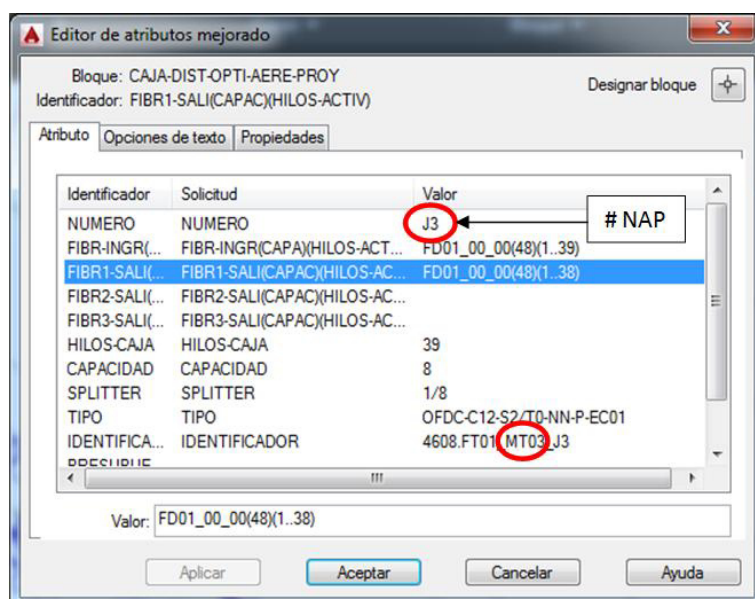 Editor de atributos mejorado
Bloque: CAJA-DIST-OPTI-AERE-PROY
Designar bloque
Identificador: FIBR1-SALI(CAPAC)(HILOS-ACTIV)
Atributo Opciones de texto Propiedades
Identificador Solicitud Valor
NUMERO NUMERO J3
# NAP
FIBR-INGR(... FIBR-INGR(CAPA)(HILOS-ACT... FD01_00_00(48)(1..39)
FIBR1-SALI(... FIBR1-SALI(CAPAC)(HILOS-AC... FD01_00_00(48)(1..38)
FIBR2-SALI(... FIBR2-SALI(CAPAC)(HILOS-AC...
FIBR3-SALI(... FIBR3-SALI(CAPAC)(HILOS-AC...
HILOS-CAJA HILOS-CAJA 39
CAPACIDAD CAPACIDAD 8
SPLITTER SPLITTER 1/8
TIPO TIPO OFDC-C12-S2/T0-NN-P-EC01
IDENTIFICA... IDENTIFICADOR 4608.FT01_MT03_J3
Valor: FD01_00_00(48)(1..38)
Aplicar Aceptar Cancelar Ayuda